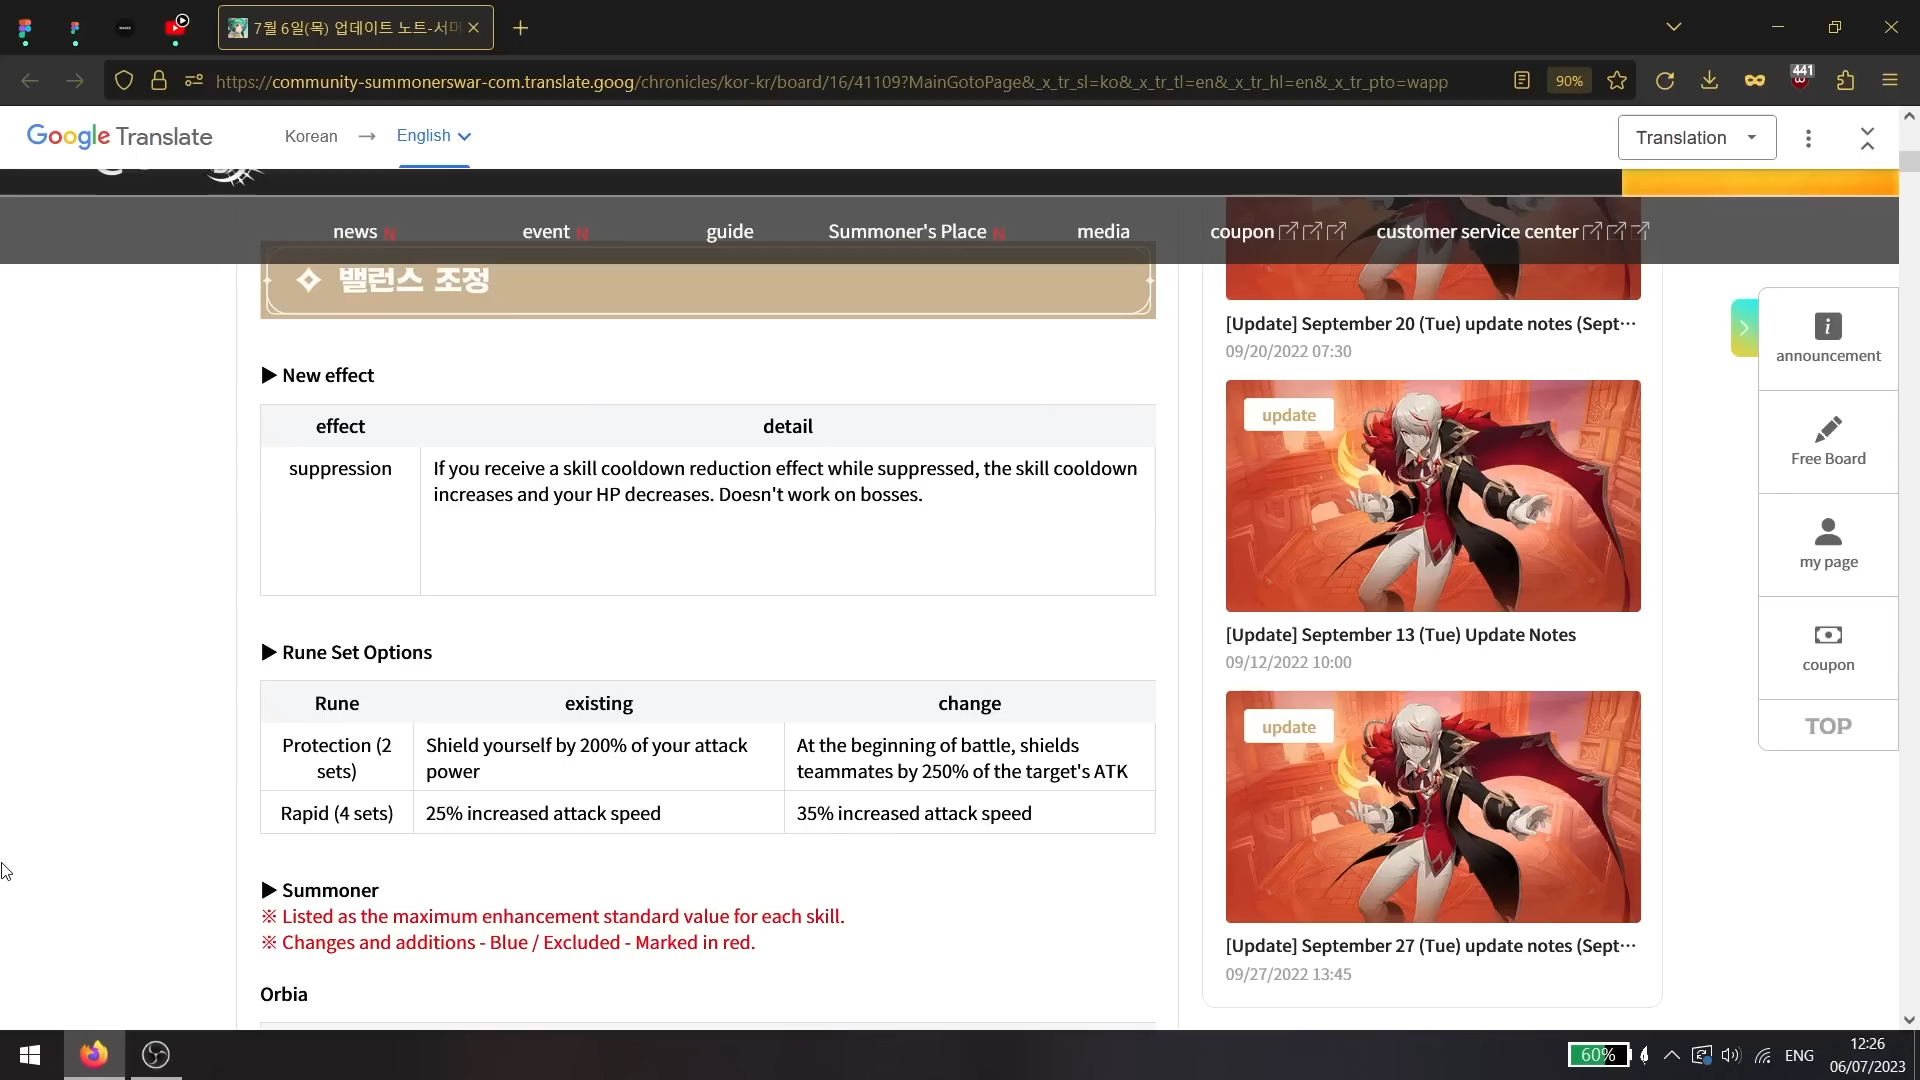 7월 6일(목) 업데이트 노트-서머
https://community-summonerswar-com.translate.goog/chronicles/kor-kr/board/16/41109?MainGotoPage&_x_tr_sl=ko&_x_tr_tl=en&_x_tr_hl=en&_x_tr_pto=wapp
90%
441
Google Translate
Korean → English
Translation
news N
event N
guide
Summoner's Place N
media
coupon
customer service center
밸런스 조정
▶ New effect
effect detail
suppression If you receive a skill cooldown reduction effect while suppressed, the skill cooldown
increases and your HP decreases. Doesn't work on bosses.
▶ Rune Set Options
Rune existing change
Protection (2 Shield yourself by 200% of your attack At the beginning of battle, shields
sets) power teammates by 250% of the target's ATK
Rapid (4 sets) 25% increased attack speed 35% increased attack speed
▶ Summoner
※ Listed as the maximum enhancement standard value for each skill.
※ Changes and additions - Blue / Excluded - Marked in red.
Orbia
[Update] September 20 (Tue) update notes (Sept···
09/20/2022 07:30
update
[Update] September 13 (Tue) Update Notes
09/12/2022 10:00
update
[Update] September 27 (Tue) update notes (Sept···
09/27/2022 13:45
announcement
Free Board
my page
coupon
TOP
60%
ENG
12:26
06/07/2023